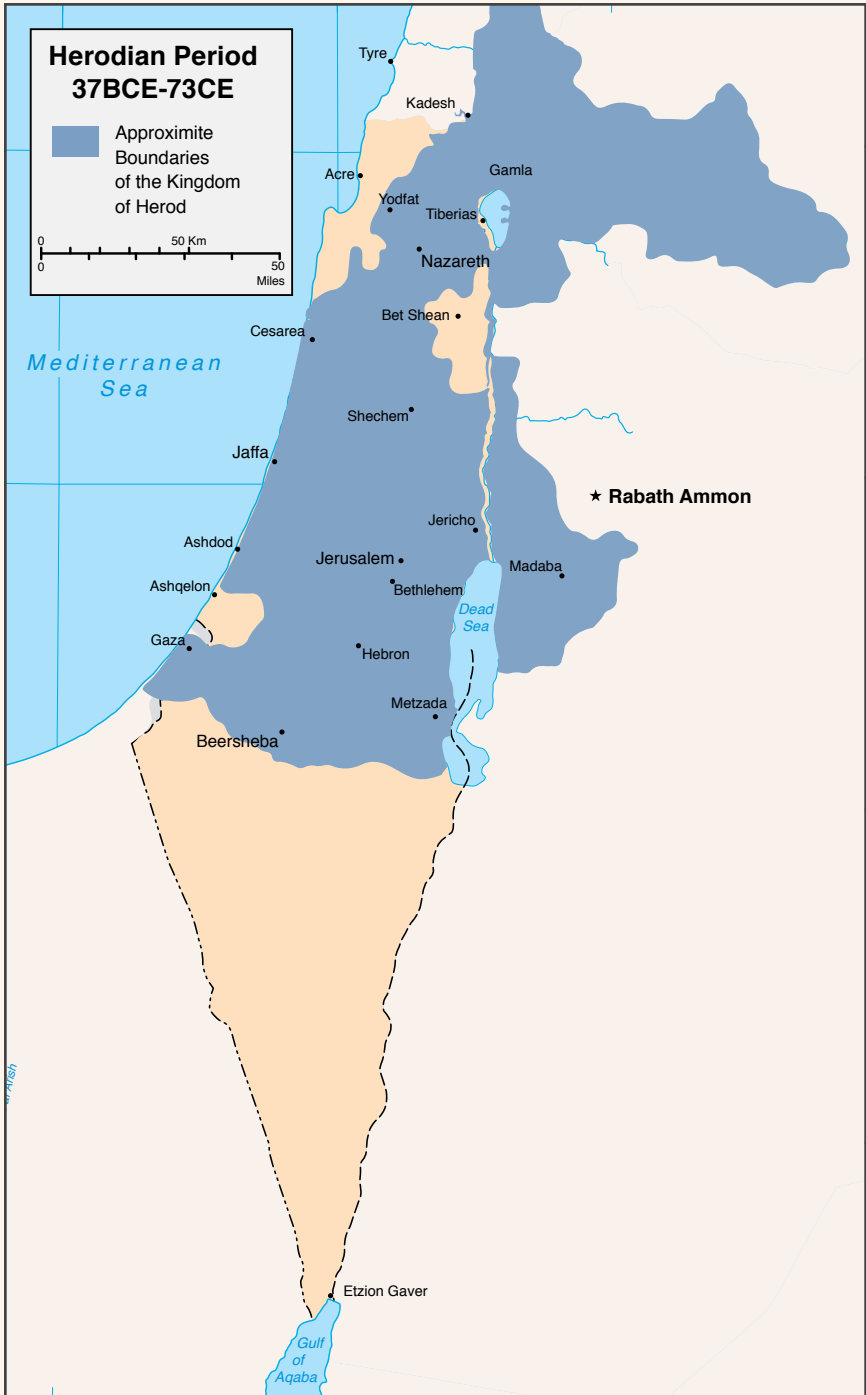 Herodian Period
37BCE-73CE
Approximite
Boundaries
of the Kingdom
of Herod
0
50 Km
0
50
Miles
Tyre
Kadesh
Acre
Gamla
Yodfat
Tiberias
Nazareth
Bet Shean
Cesarea
Mediterranean
Sea
Shechem
Jaffa
Rabath Ammon
Jericho
Ashdod
Jerusalem
Madaba
Ashqelon
Bethlehem
Dead
Sea
Gaza
Hebron
Metzada
Beersheba
Arish
Etzion Gaver
Gulf
of
Aqaba